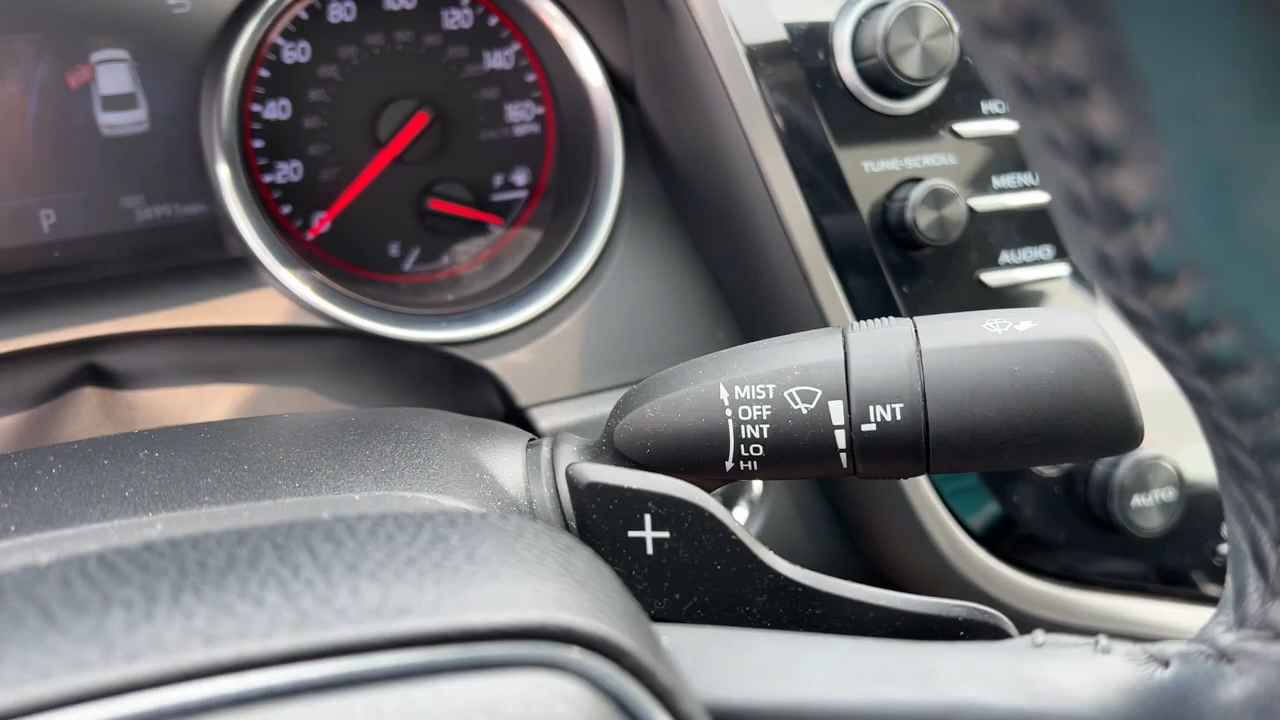 80
100
120
60
140
40
160
20
0
F
E
P
TUNE·SCROLL
MENU
AUDIO
MIST
OFF
INT
LO
HI
INT
+
AUTO